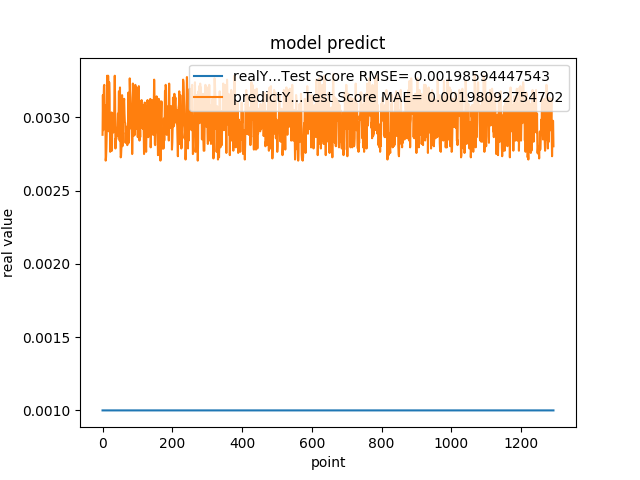 model predict
realY...Test Score RMSE= 0.00198594447543
predictY...Test Score MAE= 0.00198092754702
0.0030
0.0025
0.0020
0.0015
0.0010
real value
0 200 400 600 800 1000 1200
point